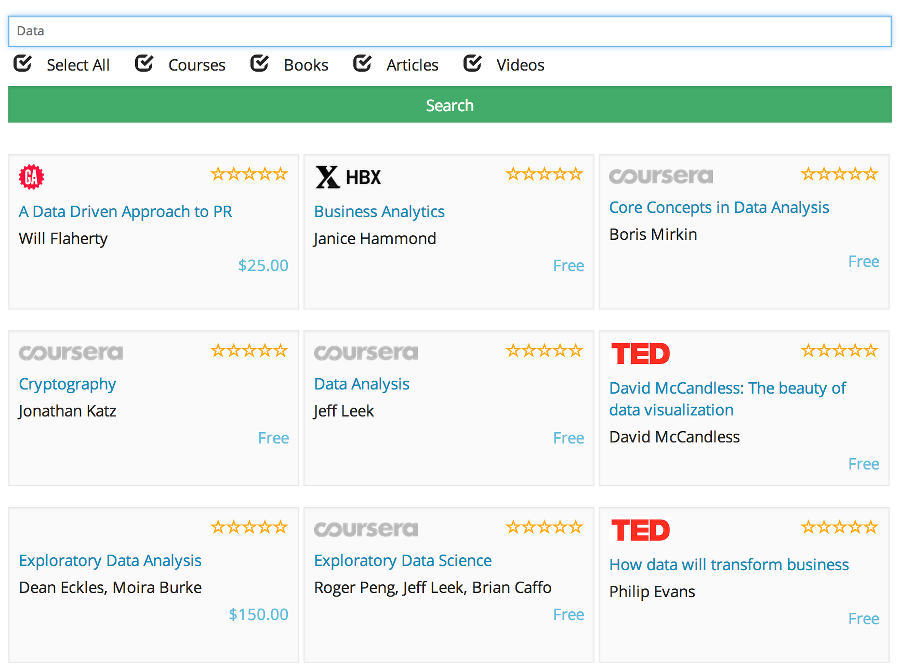 Data
Select All Courses Books Articles Videos
Search
GA
A Data Driven Approach to PR
Will Flaherty
$25.00
HBX
Business Analytics
Janice Hammond
Free
coursera
Core Concepts in Data Analysis
Boris Mirkin
Free
coursera
Cryptography
Jonathan Katz
Free
coursera
Data Analysis
Jeff Leek
Free
TED
David McCandless: The beauty of
data visualization
David McCandless
Free
Exploratory Data Analysis
Dean Eckles, Moira Burke
$150.00
coursera
Exploratory Data Science
Roger Peng, Jeff Leek, Brian Caffo
Free
TED
How data will transform business
Philip Evans
Free